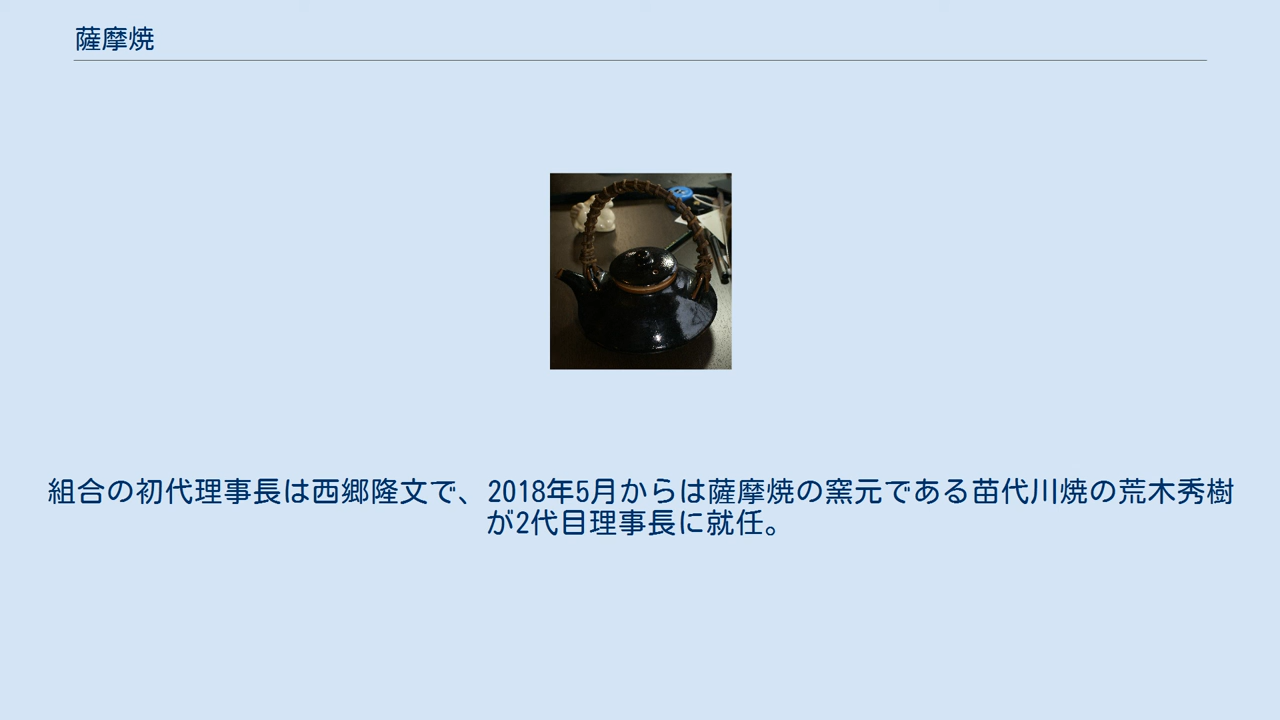 薩摩焼
組合の初代理事長は西郷隆文で、2018年5月からは薩摩焼の窯元である苗代川焼の荒木秀樹
が2代目理事長に就任。